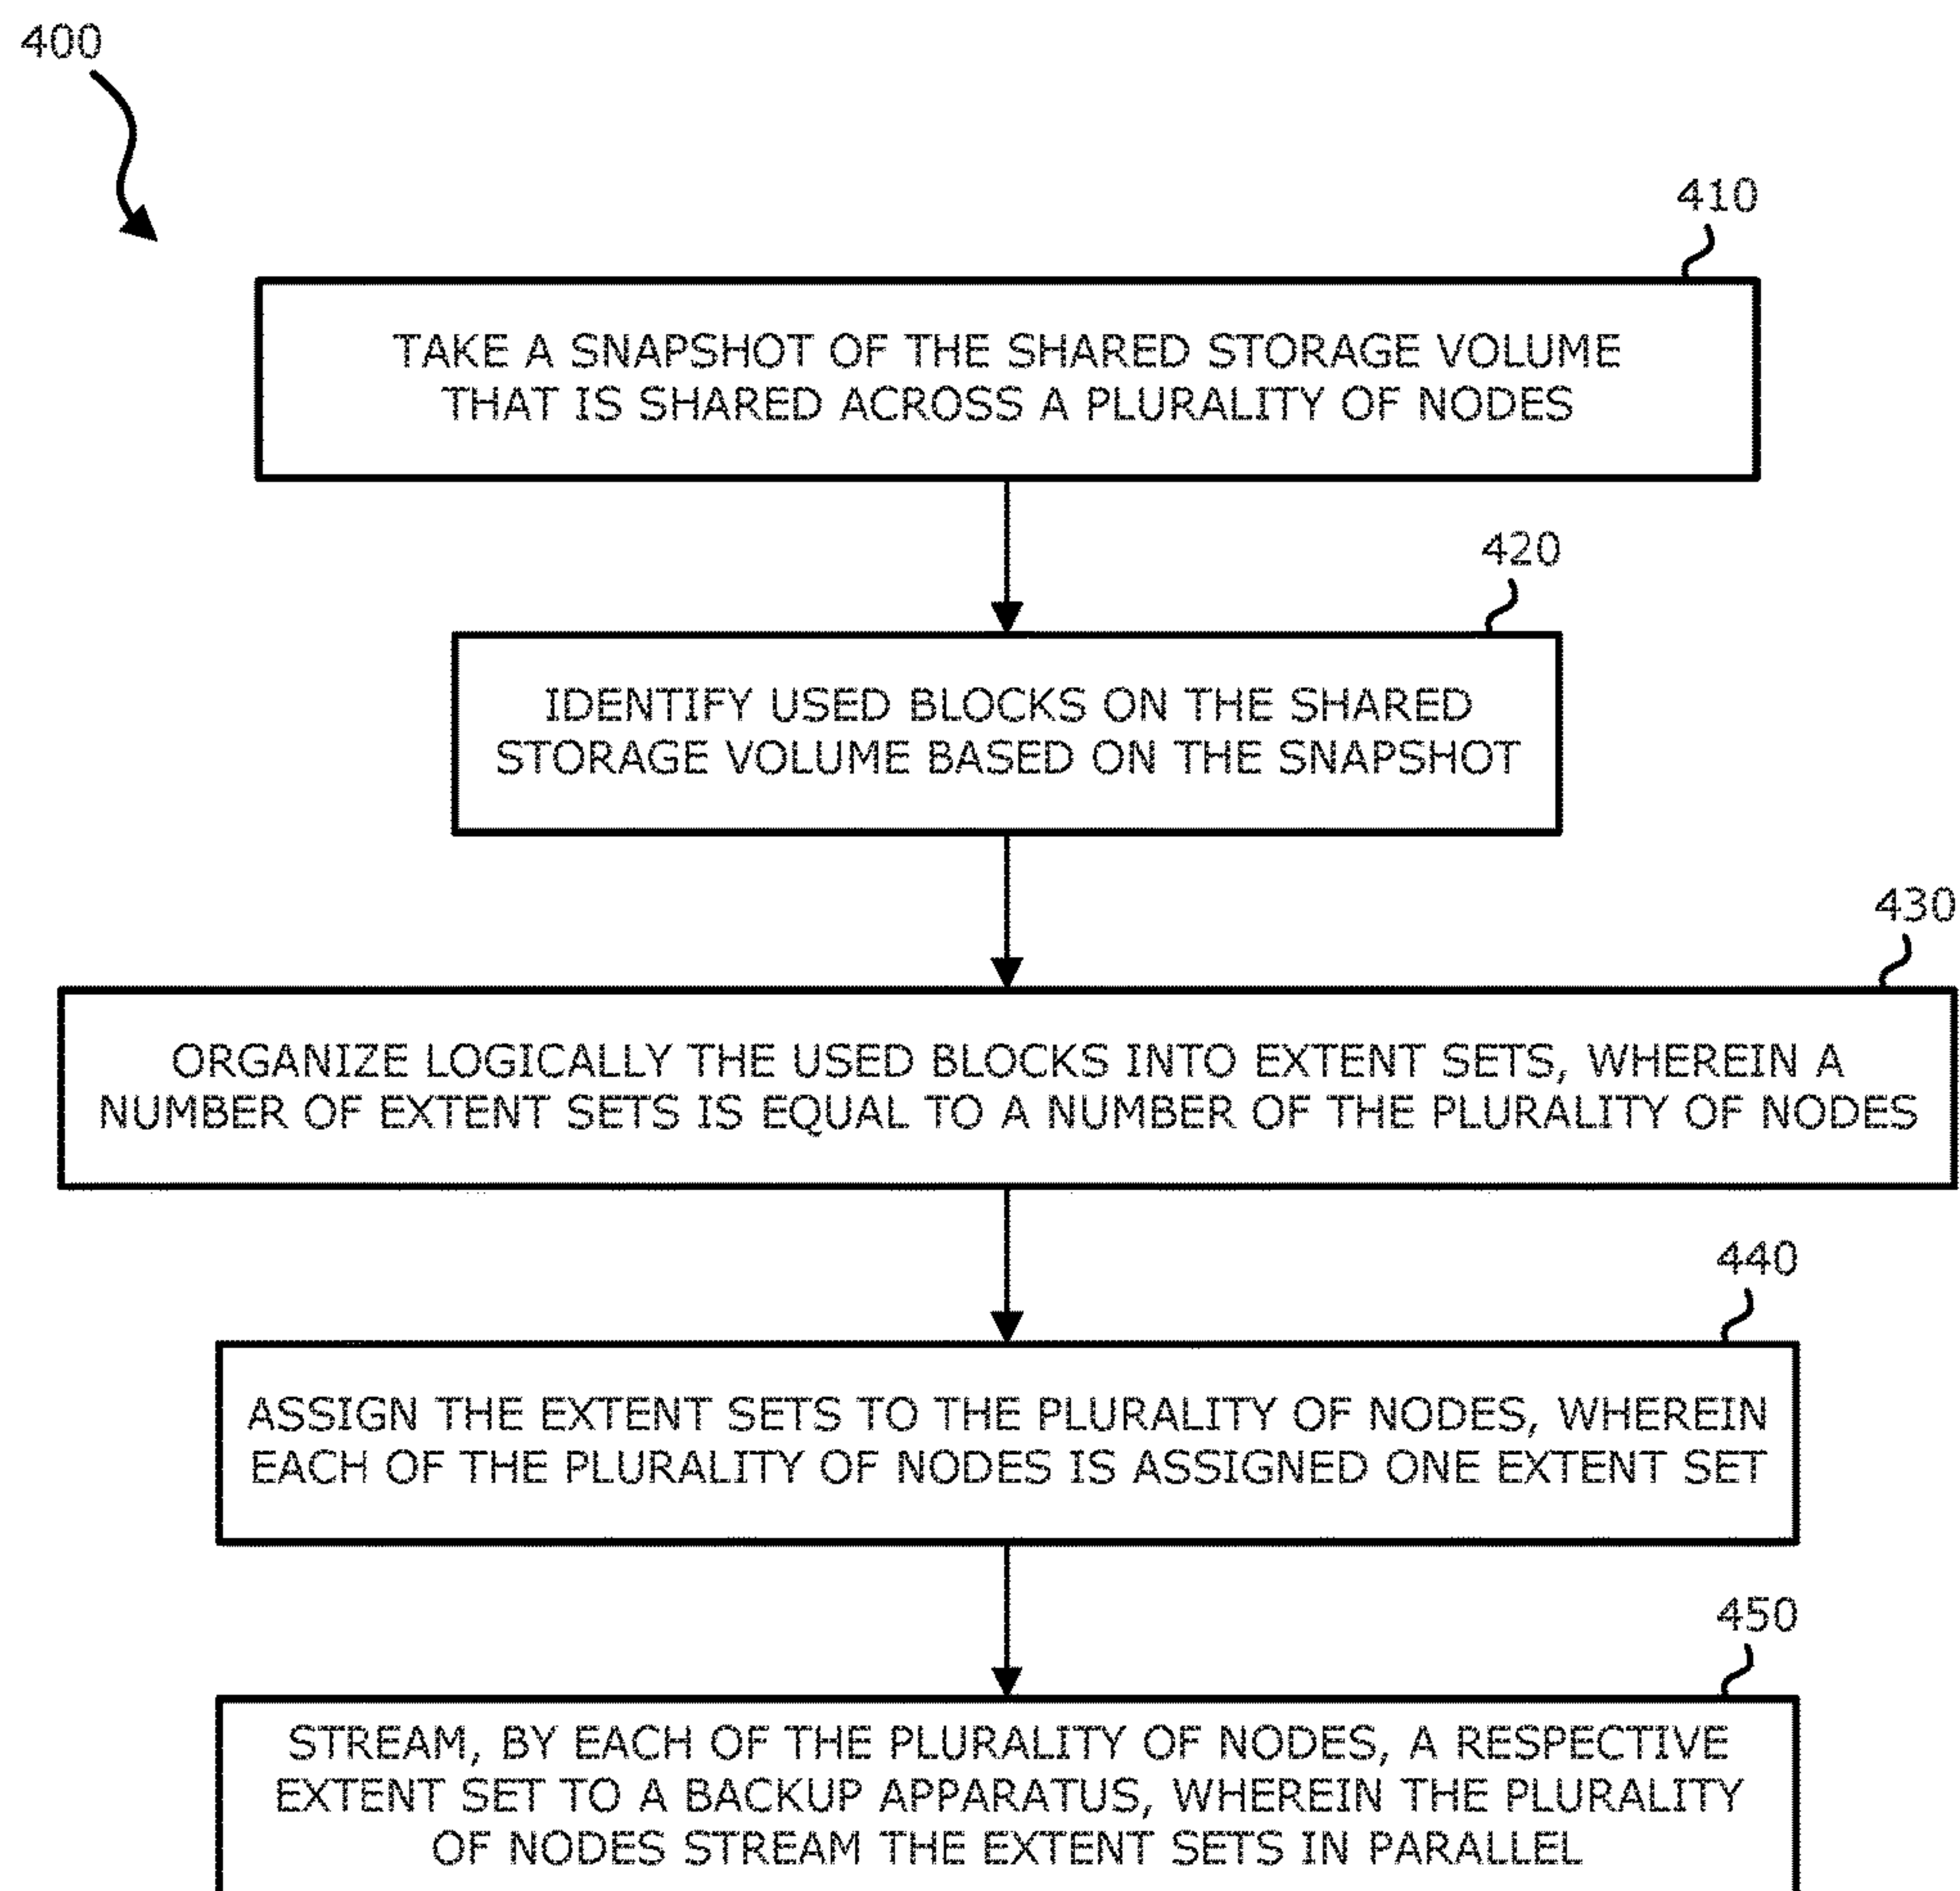 400
410
TAKE A SNAPSHOT OF THE SHARED STORAGE VOLUME
THAT IS SHARED ACROSS A PLURALITY OF NODES
420
IDENTIFY USED BLOCKS ON THE SHARED
STORAGE VOLUME BASED ON THE SNAPSHOT
430
ORGANIZE LOGICALLY THE USED BLOCKS INTO EXTENT SETS, WHEREIN A
NUMBER OF EXTENT SETS IS EQUAL TO A NUMBER OF THE PLURALITY OF NODES
440
ASSIGN THE EXTENT SETS TO THE PLURALITY OF NODES, WHEREIN
EACH OF THE PLURALITY OF NODES IS ASSIGNED ONE EXTENT SET
450
STREAM, BY EACH OF THE PLURALITY OF NODES, A RESPECTIVE
EXTENT SET TO A BACKUP APPARATUS, WHEREIN THE PLURALITY
OF NODES STREAM THE EXTENT SETS IN PARALLEL